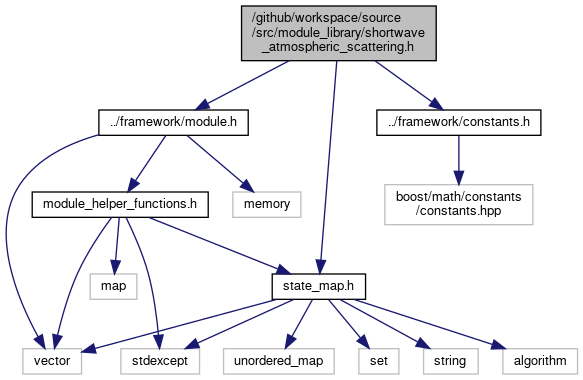 /github/workspace/source
/src/module_library/shortwave
_atmospheric_scattering.h
../framework/module.h
../framework/constants.h
module_helper_functions.h
memory
boost/math/constants
/constants.hpp
map
state_map.h
vector
stdexcept
unordered_map
set
string
algorithm